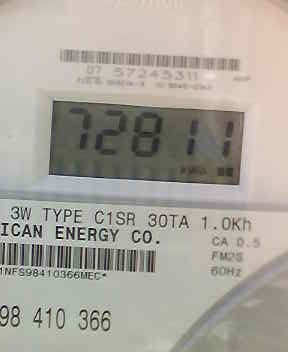 07 57245311
72811
3W TYPE C1SR 30TA 1.0Kh
ICAN ENERGY CO.
CA 0.5
FM2S
60Hz
1NFS98410366MEC*
98 410 366